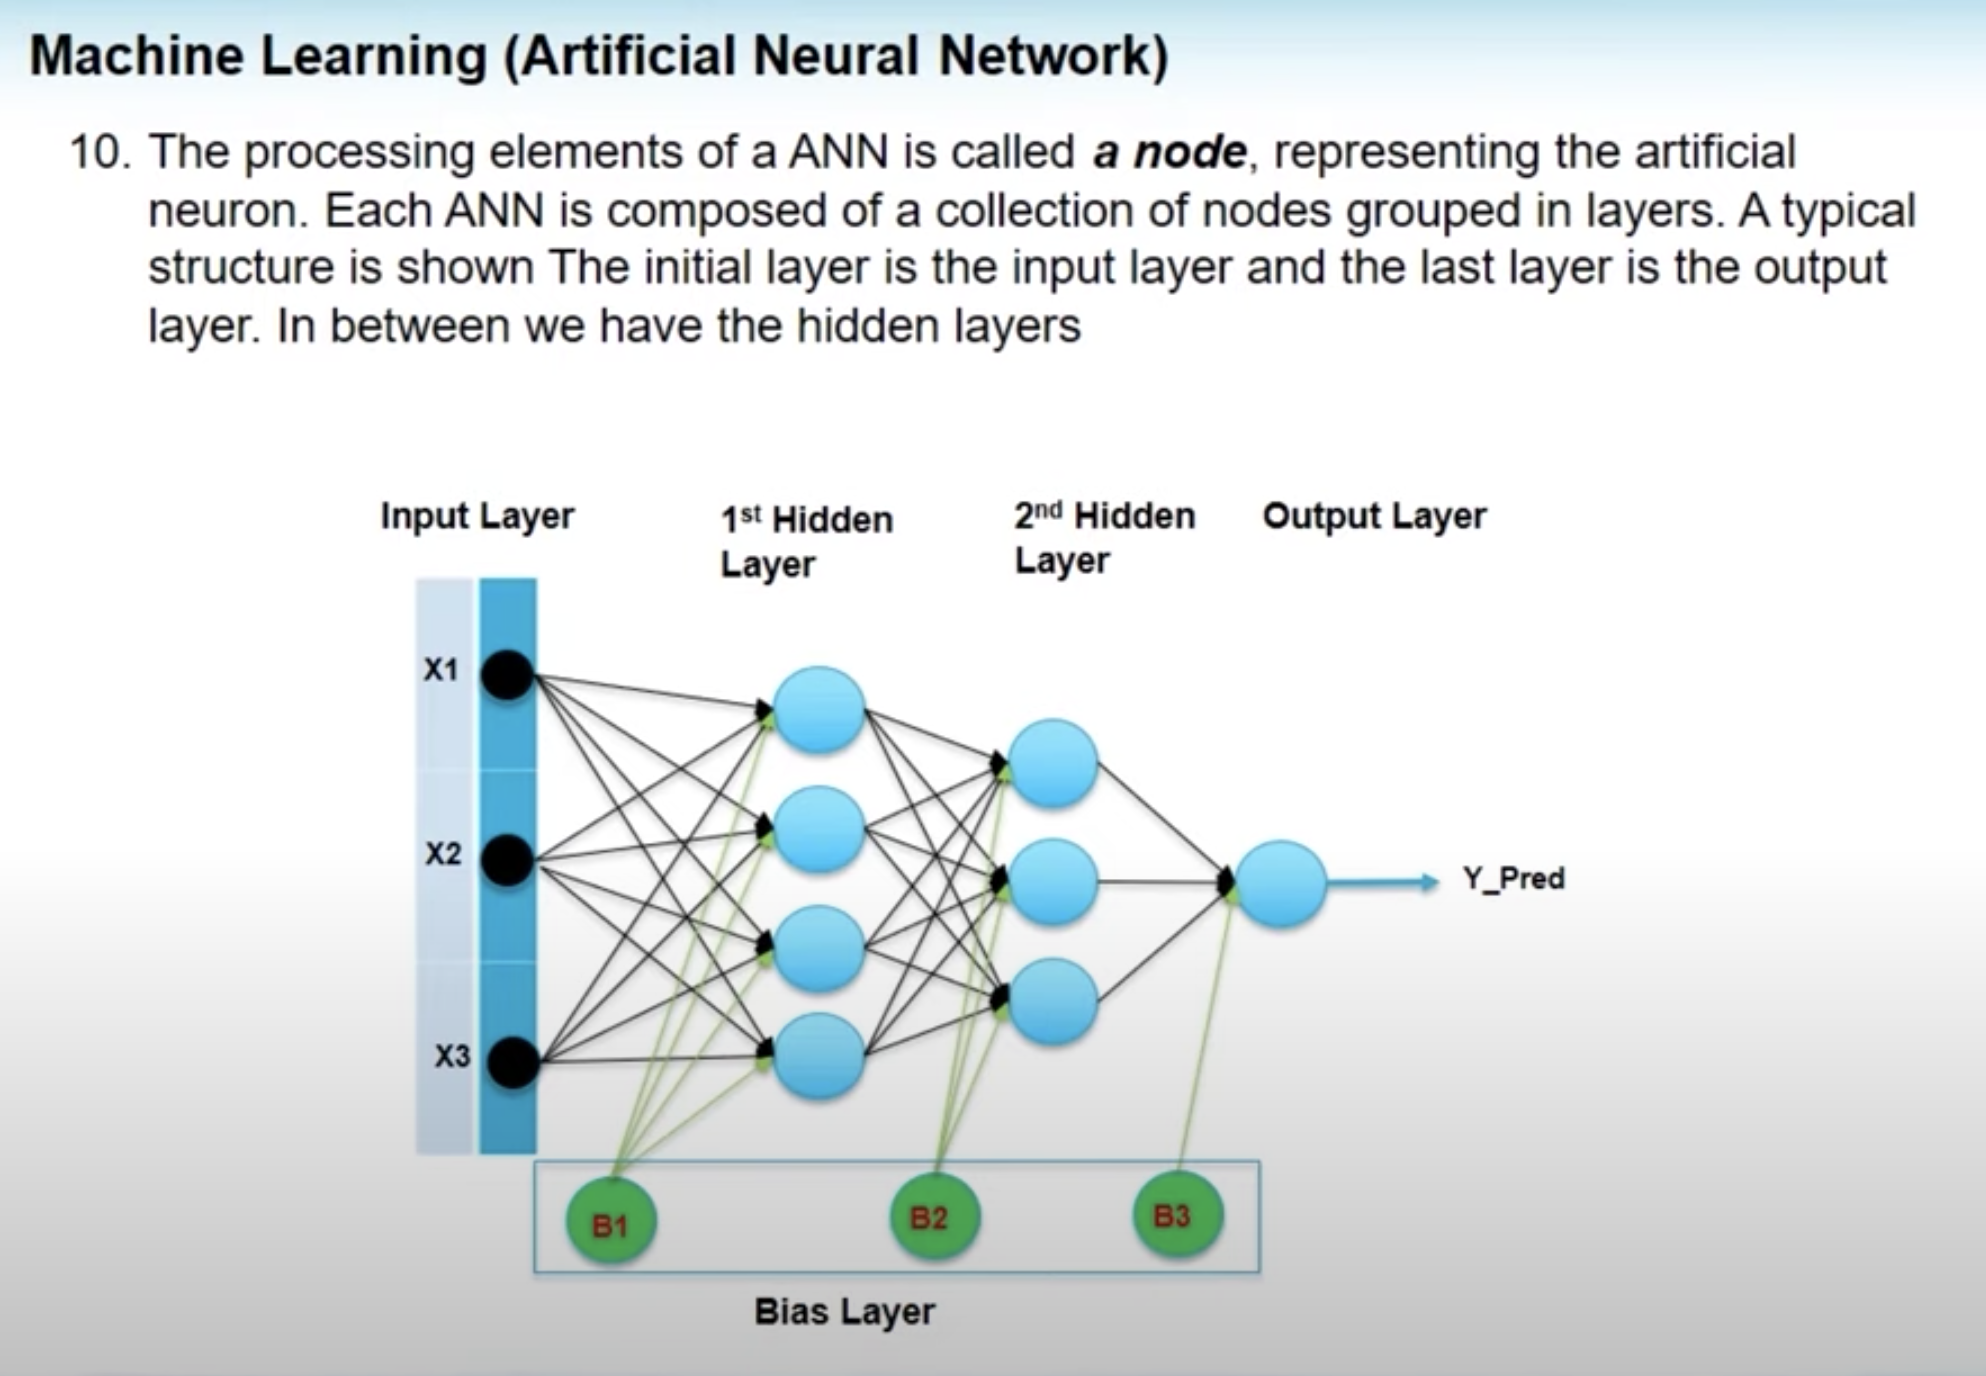 Machine Learning (Artificial Neural Network)
10. The processing elements of a ANN is called a node, representing the artificial
neuron. Each ANN is composed of a collection of nodes grouped in layers. A typical
structure is shown The initial layer is the input layer and the last layer is the output
layer. In between we have the hidden layers
Input Layer
1st Hidden
Layer
2nd Hidden
Layer
Output Layer
X1
X2
X3
Y_Pred
B1
B2
B3
Bias Layer